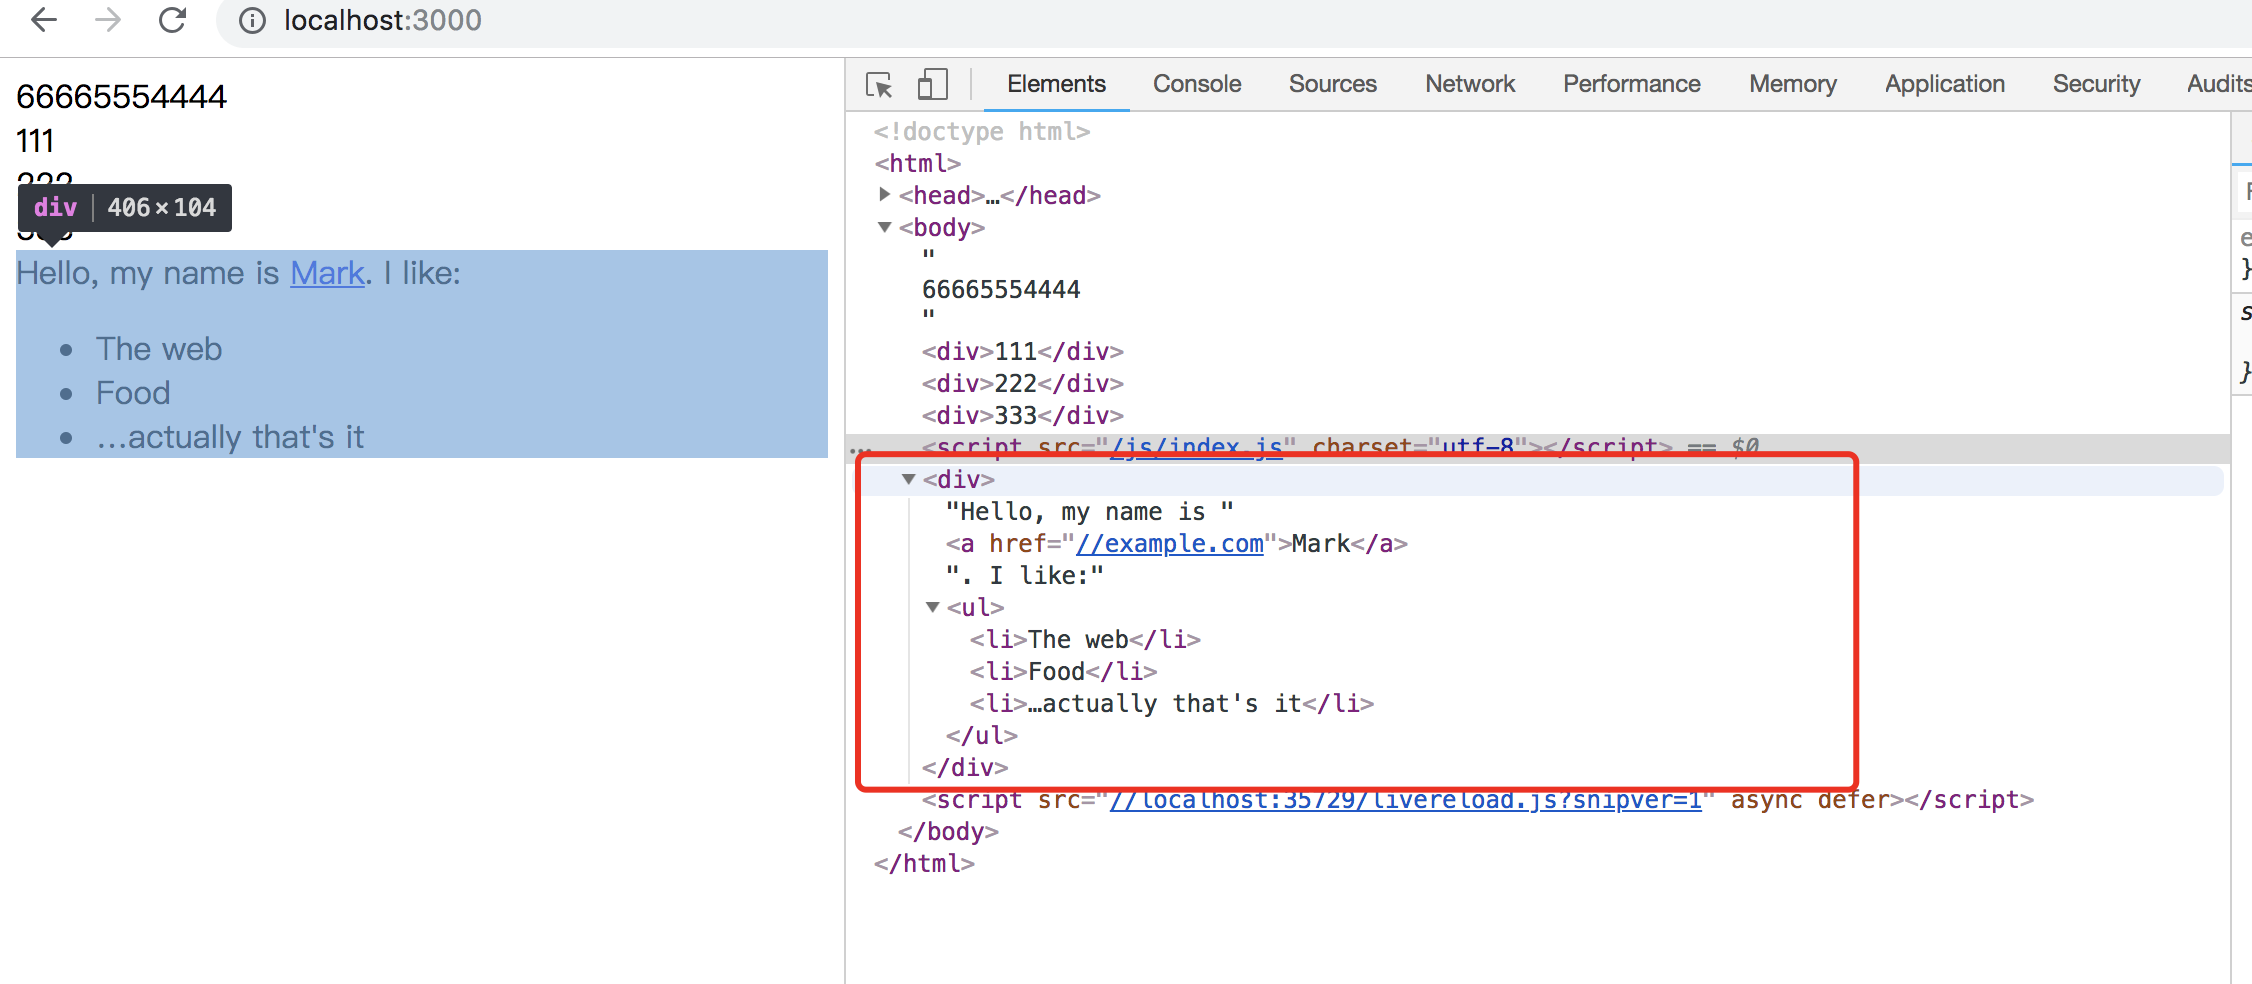 localhost:3000
66665554444
111
div 406×104
Hello, my name is Mark. I like:
• The web
• Food
• ...actually that's it
Elements Console Sources Network Performance Memory Application Security Audits
<!doctype html>
<html>
<head>…</head>
<body>
"
66665554444
"
<div>111</div>
<div>222</div>
<div>333</div>
<script src="/js/index.js" charset="utf-8"></script> == $0
<div>
"Hello, my name is "
<a href="//example.com">Mark</a>
". I like:"
<ul>
<li>The web</li>
<li>Food</li>
<li>…actually that's it</li>
</ul>
</div>
<script src="//localhost:35729/livereload.js?snipver=1" async defer></script>
</body>
</html>